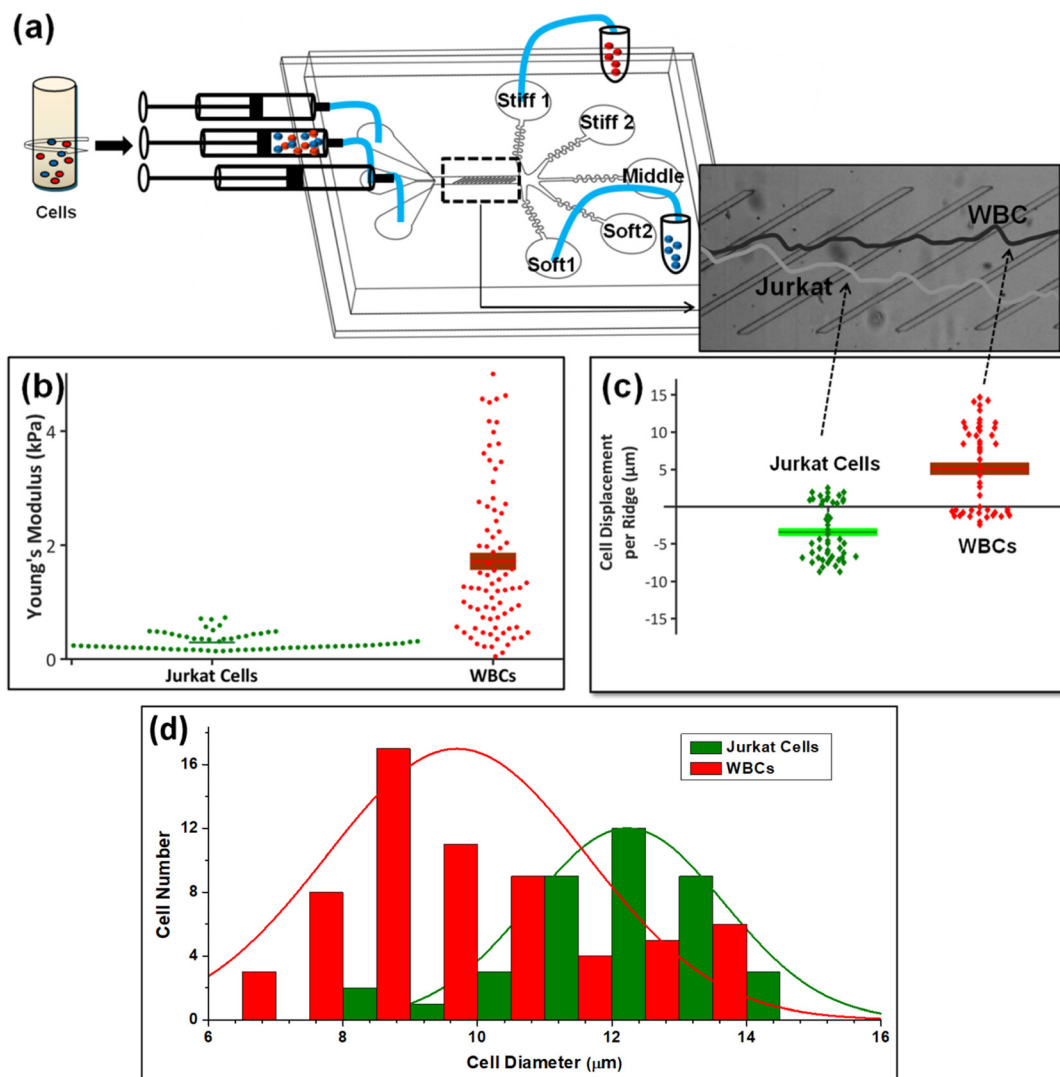 (a)
Cells
Stiff 1
Stiff 2
Middle
Soft2
Soft1
WBC
Jurkat
(b)
Young's Modulus (kPa)
4
2
0
Jurkat Cells
WBCs
(c)
Cell Displacement
per Ridge (µm)
15
10
5
0
-5
-10
-15
Jurkat Cells
WBCs
(d)
Jurkat Cells
WBCs
Cell Number
16
12
8
4
0
6
8
10
12
14
16
Cell Diameter (µm)